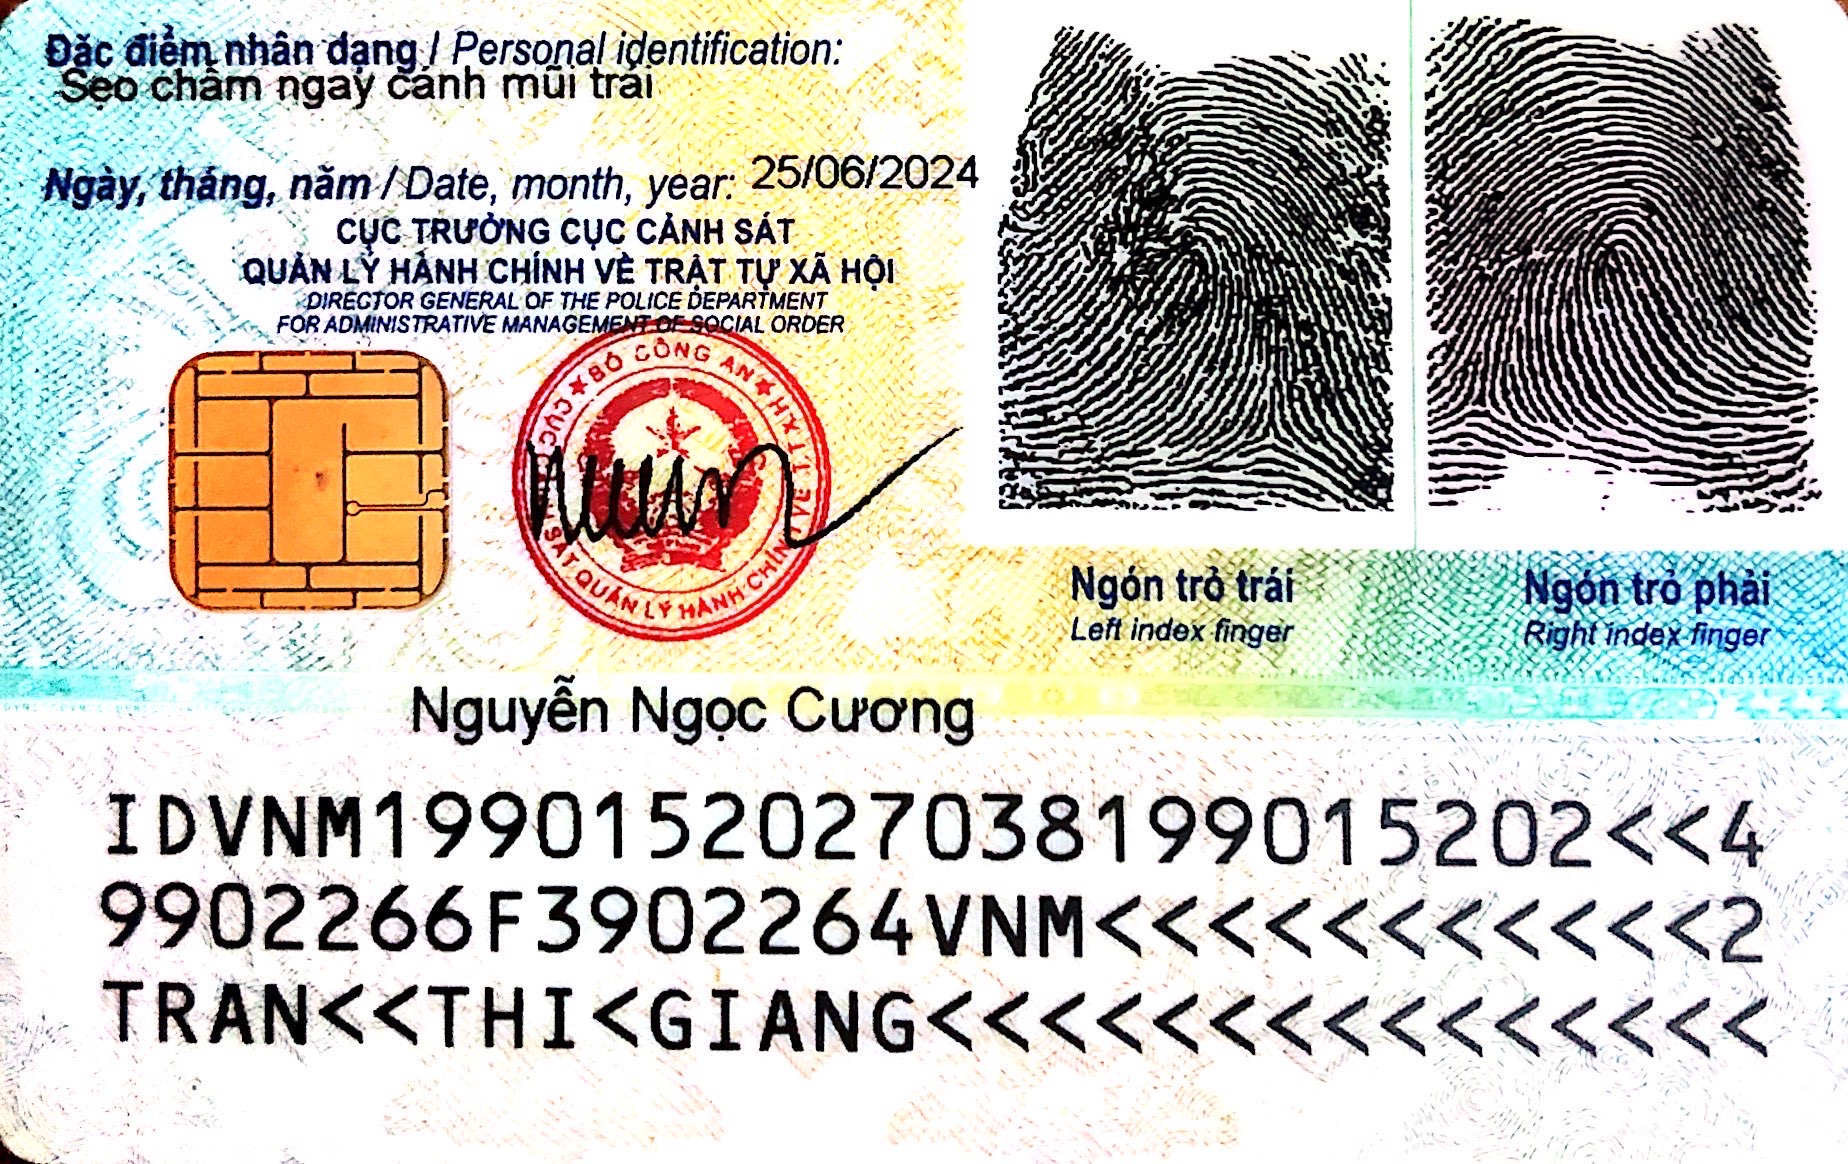 Đặc điểm nhân dạng / Personal identification:
Sẹo chấm ngay cánh mũi trái
Ngày, tháng, năm / Date, month, year: 25/06/2024
CỤC TRƯỞNG CỤC CẢNH SÁT
QUẢN LÝ HÀNH CHÍNH VỀ TRẬT TỰ XÃ HỘI
DIRECTOR GENERAL OF THE POLICE DEPARTMENT
FOR ADMINISTRATIVE MANAGEMENT OF SOCIAL ORDER
BỘ CÔNG AN
CỤC SÁT QUẢN LÝ HÀNH CHÍNH VỀ TTXH
Ngón trỏ trái
Left index finger
Ngón trỏ phải
Right index finger
Nguyễn Ngọc Cương
IDVNM1990152027038199015202<<4
9902266F3902264VNM<<<<<<<<<<<2
TRAN<<THI<GIANG<<<<<<<<<<<<<<<